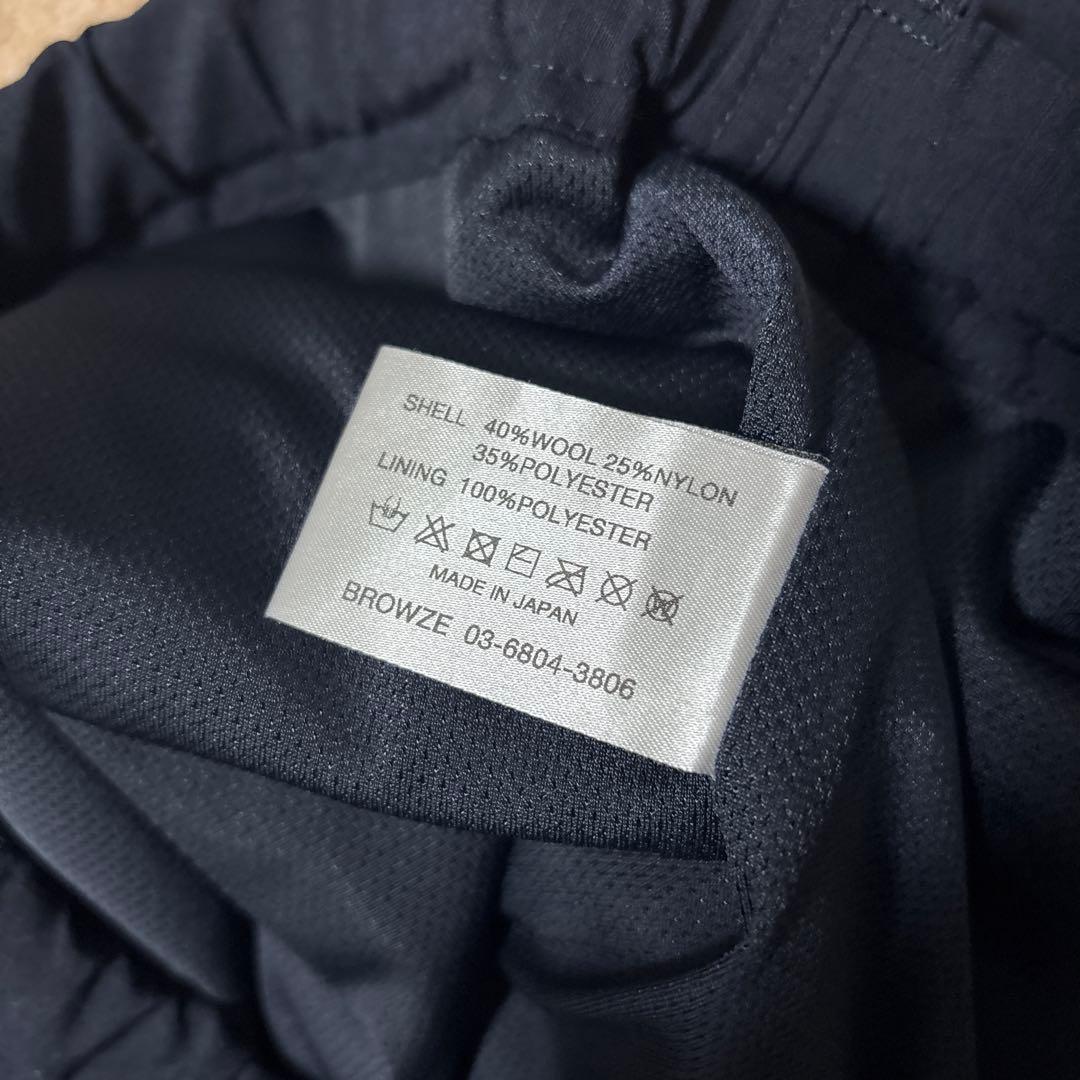 SHELL 40%WOOL 25%NYLON
35%POLYESTER
LINING 100%POLYESTER
MADE IN JAPAN
BROWZE 03-6804-3806